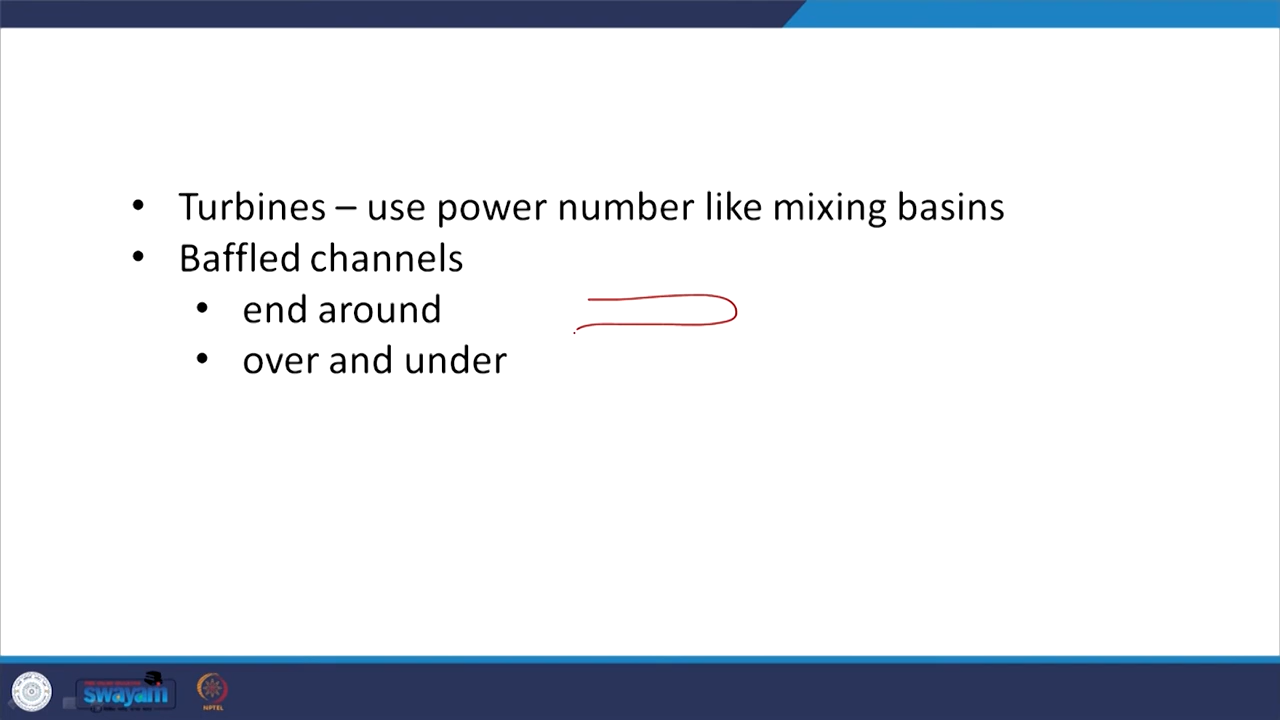 • Turbines – use power number like mixing basins
• Baffled channels
• end around
• over and under
swayam
NPTEL